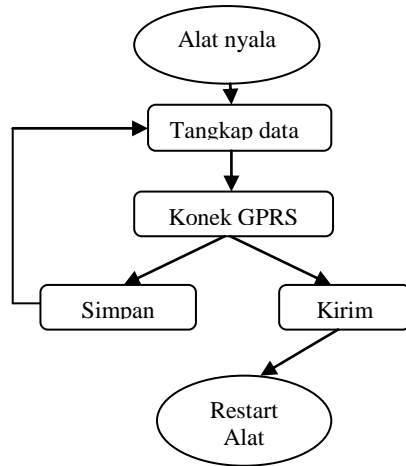 Alat nyala
Tangkap data
Konek GPRS
Simpan
Kirim
Restart
Alat